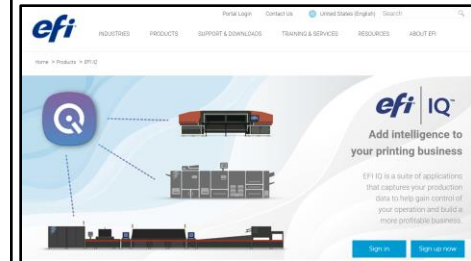 Portal Login Contact Us United States (English) Search
efi
INDUSTRIES PRODUCTS SUPPORT & DOWNLOADS TRAINING & SERVICES RESOURCES ABOUT EFI
Home > Products > EFI IQ
efi IQ™
Add intelligence to
your printing business
EFI IQ is a suite of applications
that captures your production
data to help gain control of
your operation and build a
more profitable business.
Sign in Sign up now